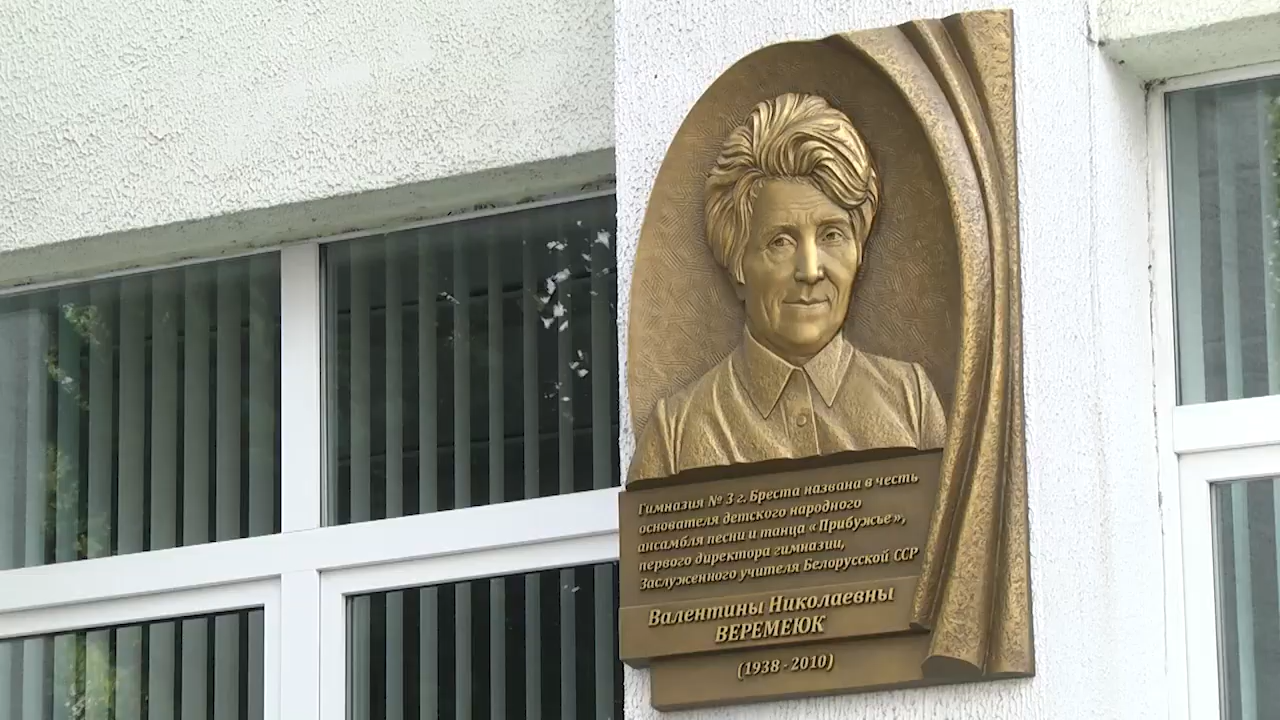 Гимназия № 3 г. Бреста названа в честь
основателя детского народного
ансамбля песни и танца «Прибужье»,
первого директора гимназии,
Заслуженного учителя Белорусской ССР
Валентины Николаевны
ВЕРЕМЕЮК
(1938 - 2010)